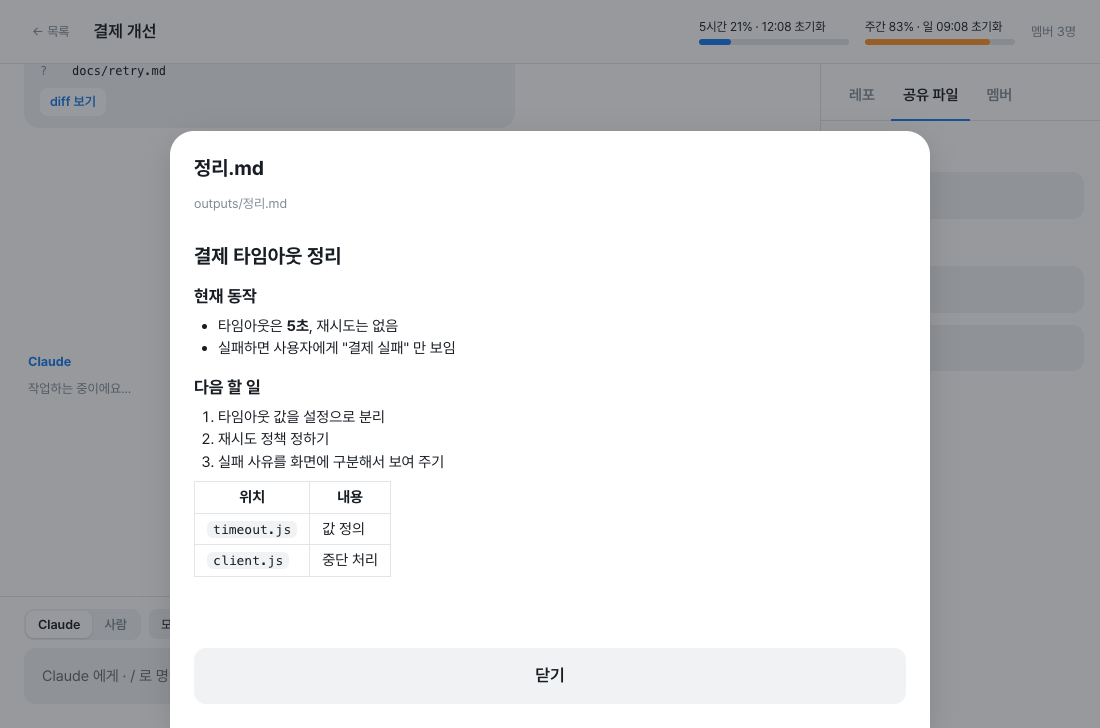 ← 목록
결제 개선
5시간 21% · 12:08 초기화
주간 83% · 일 09:08 초기화
멤버 3명
? docs/retry.md
diff 보기
레포
공유 파일
멤버
정리.md
outputs/정리.md
결제 타임아웃 정리
현재 동작
• 타임아웃은 5초, 재시도는 없음
• 실패하면 사용자에게 "결제 실패" 만 보임
다음 할 일
1. 타임아웃 값을 설정으로 분리
2. 재시도 정책 정하기
3. 실패 사유를 화면에 구분해서 보여 주기
위치 내용
timeout.js 값 정의
client.js 중단 처리
닫기
Claude
작업하는 중이에요...
Claude
사람
Claude 에게 · / 로 명